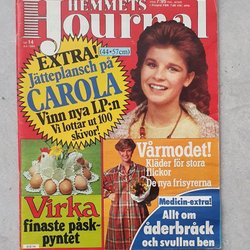 HEMMETS
Journal
EXTRA!
(44×57cm)
Jätteplansch på
CAROLA
Vinn nya LP:n
Vi lottar ut 100
skivor!
Vårmodet!
Kläder för stora
flickor
De nya frisyrerna
Virka
finaste påsk-
pyntet
Medicin-extra!
Allt om
åderbråck
och svullna ben